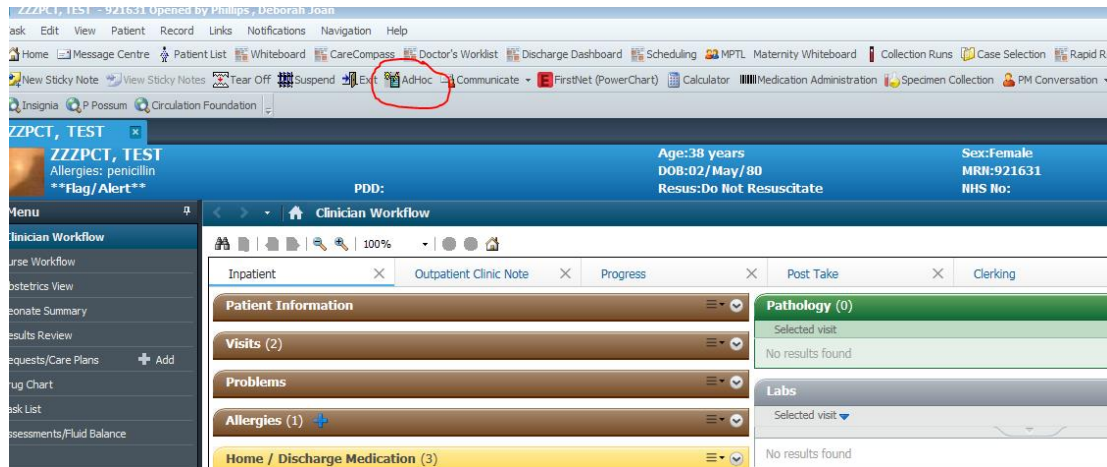 ZZZPCT, TEST - 921631 Opened by Phillips, Deborah Joan
ask Edit View Patient Record Links Notifications Navigation Help
Home Message Centre Patient List Whiteboard CareCompass Doctor's Worklist Discharge Dashboard Scheduling MPTL Maternity Whiteboard Collection Runs Case Selection Rapid R
New Sticky Note View Sticky Notes Tear Off Suspend Exit AdHoc Communicate FirstNet (PowerChart) Calculator Medication Administration Specimen Collection PM Conversation
Insignia P Possum Circulation Foundation
ZZPCT, TEST
ZZZPCT, TEST Age:38 years Sex:Female
Allergies: penicillin DOB:02/May/80 MRN:921631
**Flag/Alert** PDD: Resus:Do Not Resuscitate NHS No:
Menu Clinician Workflow
Clinician Workflow
100%
urse Workflow
Inpatient Outpatient Clinic Note Progress Post Take Clerking
bstetrics View
eonate Summary
Patient Information Pathology (0)
esults Review
Selected visit
equests/Care Plans Add
Visits (2)
No results found
rug Chart
Problems
Labs
ask List
Allergies (1) Selected visit
ssessments/Fluid Balance
Home / Discharge Medication (3) No results found